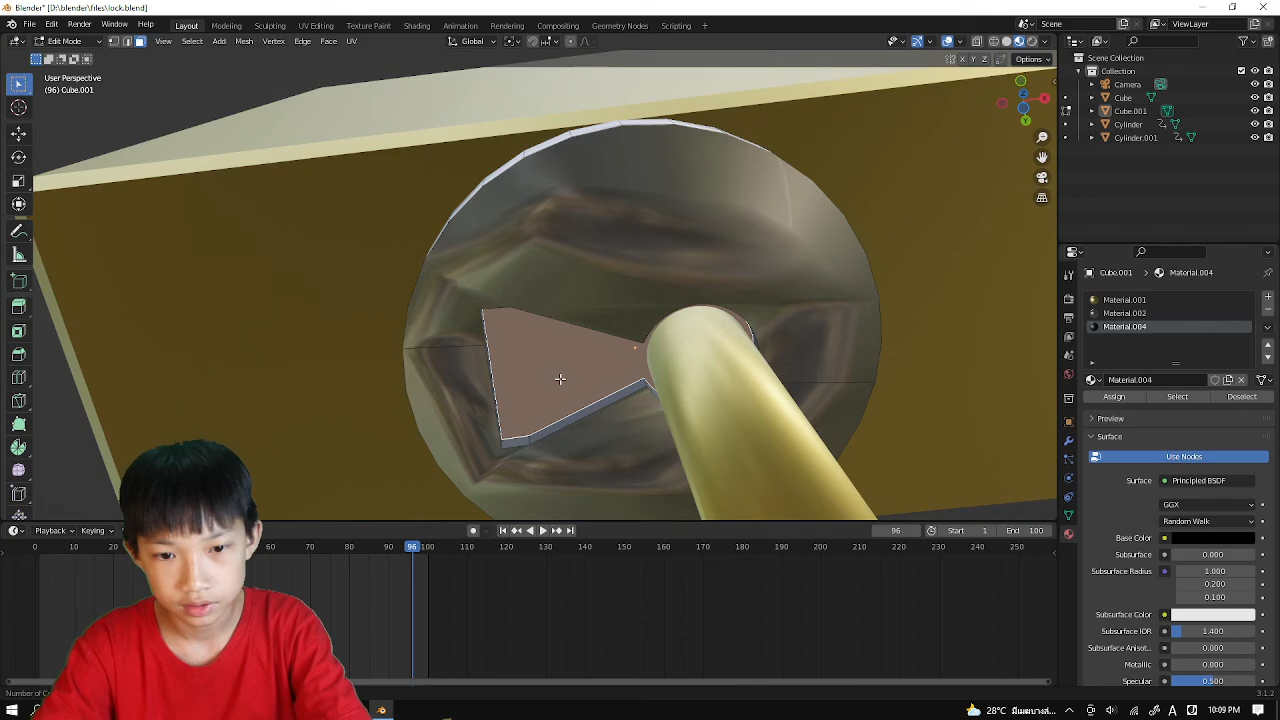 Blender* [D:\blender\files\lock.blend]
File Edit Render Window Help Layout Modeling Sculpting UV Editing Texture Paint Shading Animation Rendering Compositing Geometry Nodes Scripting + Scene ViewLayer
Edit Mode View Select Add Mesh Vertex Edge Face UV Global
X Y Z Options
User Perspective
(96) Cube.001
Scene Collection
Collection
Camera
Cube
Cube.001
Cylinder
Cylinder.001
X
Z
Y
Cube.001 > Material.004
Material.001
Material.002
Material.004
Material.004
Assign Select Deselect
Preview
Surface
Use Nodes
Surface Principled BSDF
GGX
Random Walk
Base Color
Subsurface 0.000
Subsurface Radius 1.000
0.200
0.100
Subsurface Color
Subsurface IOR 1.400
Subsurface Anisot.. 0.000
Metallic 0.000
Specular 0.500
Playback Keying 96 Start 1 End 100
0 10 20 60 70 80 90 96 100 110 120 130 140 150 160 170 180 190 200 210 220 230 240 250
3.1.2
28°C A 10:09 PM